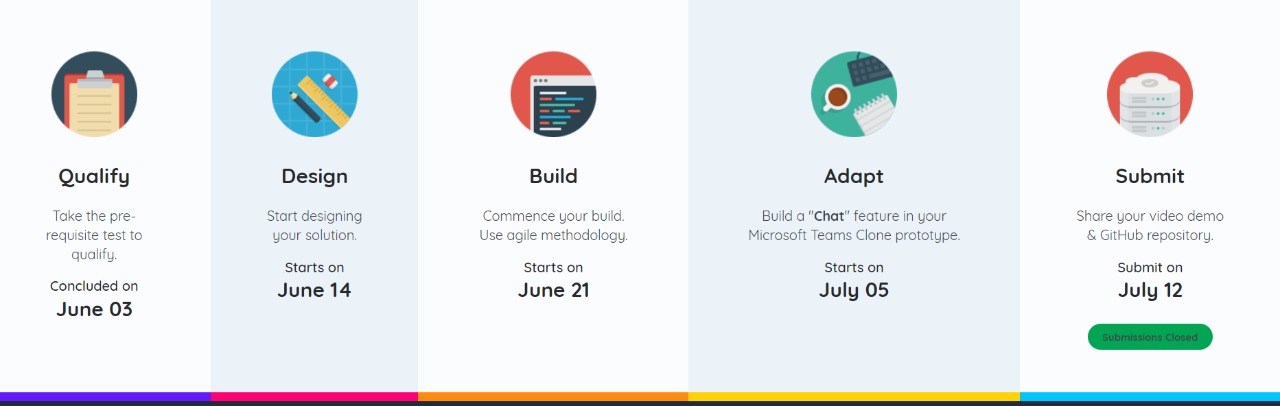 Qualify
Take the pre-
requisite test to
qualify.
Concluded on
June 03
Design
Start designing
your solution.
Starts on
June 14
Build
Commence your build.
Use agile methodology.
Starts on
June 21
Adapt
Build a "Chat" feature in your
Microsoft Teams Clone prototype.
Starts on
July 05
Submit
Share your video demo
& GitHub repository.
Submit on
July 12
Submissions Closed